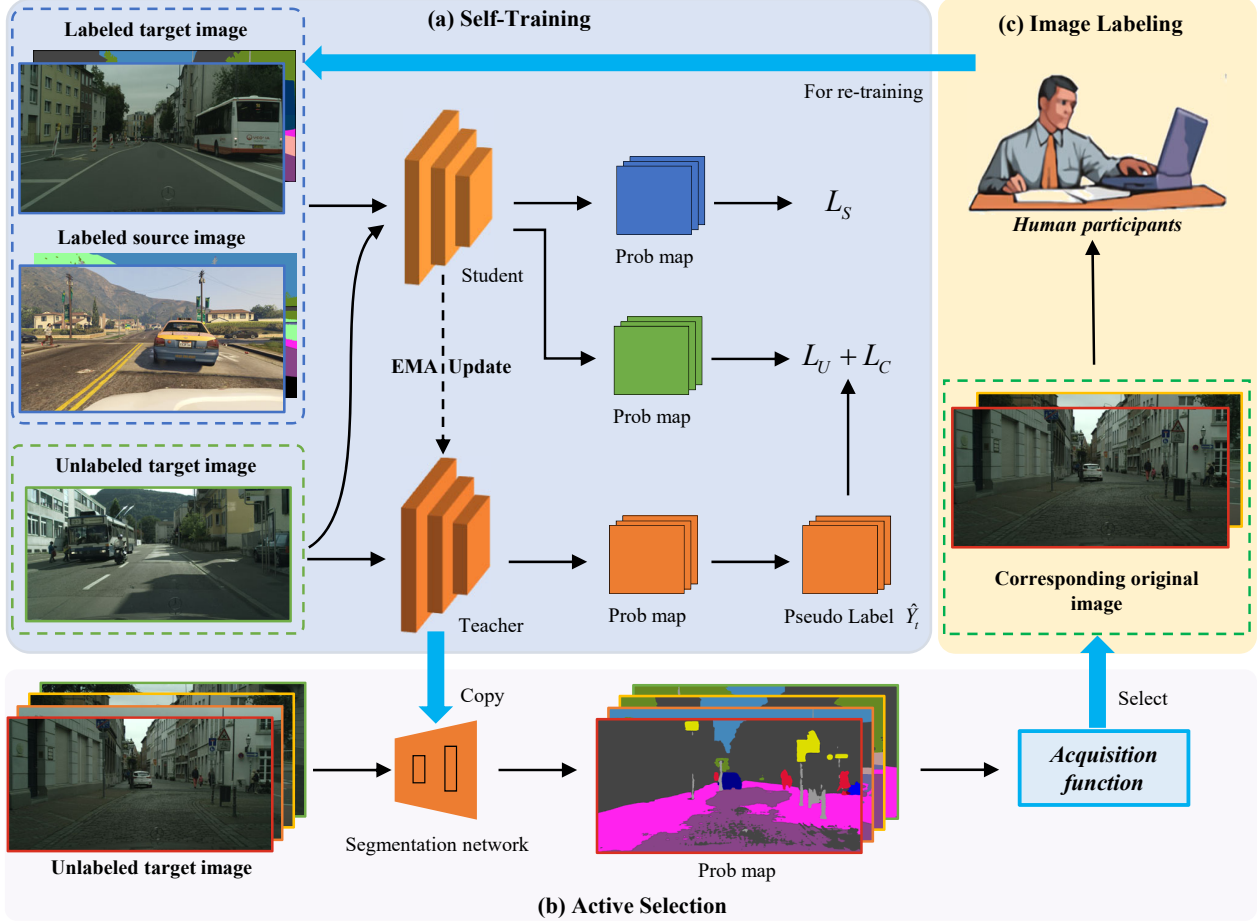 (a) Self-Training
Labeled target image
For re-training
Student
Prob map
L_S
Labeled source image
EMA Update
Prob map
L_U + L_C
Unlabeled target image
Teacher
Prob map
Pseudo Label Ŷ_t
(c) Image Labeling
Human participants
Corresponding original
image
Copy
Select
Unlabeled target image
Segmentation network
Prob map
Acquisition
function
(b) Active Selection